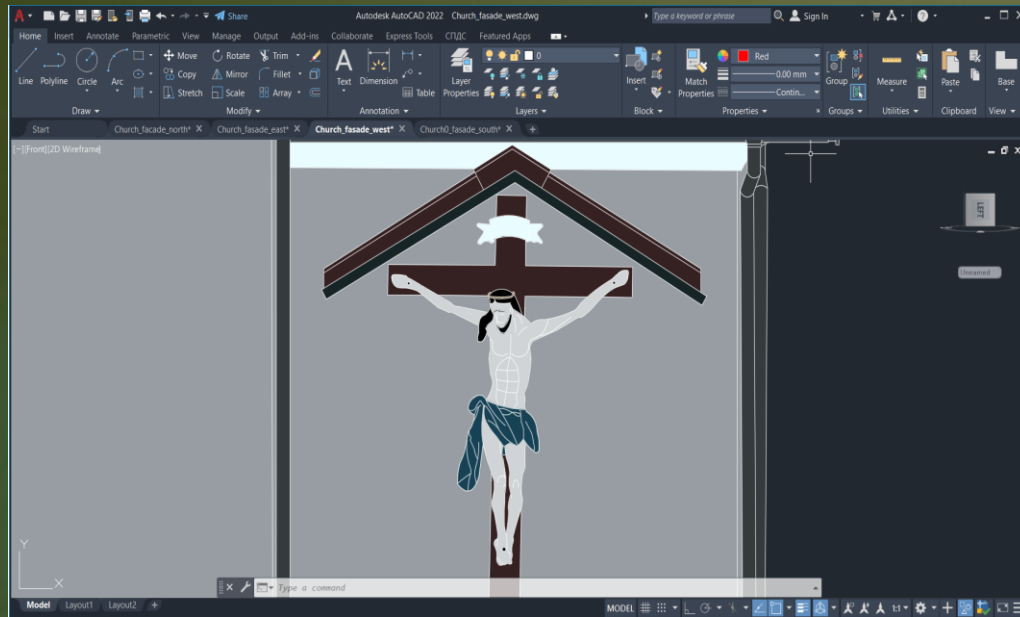 Share Autodesk AutoCAD 2022 Church_fasade_west.dwg Type a keyword or phrase Sign In
Home Insert Annotate Parametric View Manage Output Add-ins Collaborate Express Tools СПДС Featured Apps
Line Polyline Circle Arc Move Rotate Trim Text Dimension Layer Properties 0 Insert Match Properties Red Group Measure Paste Base
Copy Mirror Fillet 0.00 mm
Stretch Scale Array Table Contin...
Draw Modify Annotation Layers Block Properties Groups Utilities Clipboard View
Start Church_facade_north* Church_fasade_east* Church_fasade_west* Church0_fasade_south*
[−][Front][2D Wireframe]
LEFT
Unnamed
Y
X
Type a command
Model Layout1 Layout2 MODEL 1:1